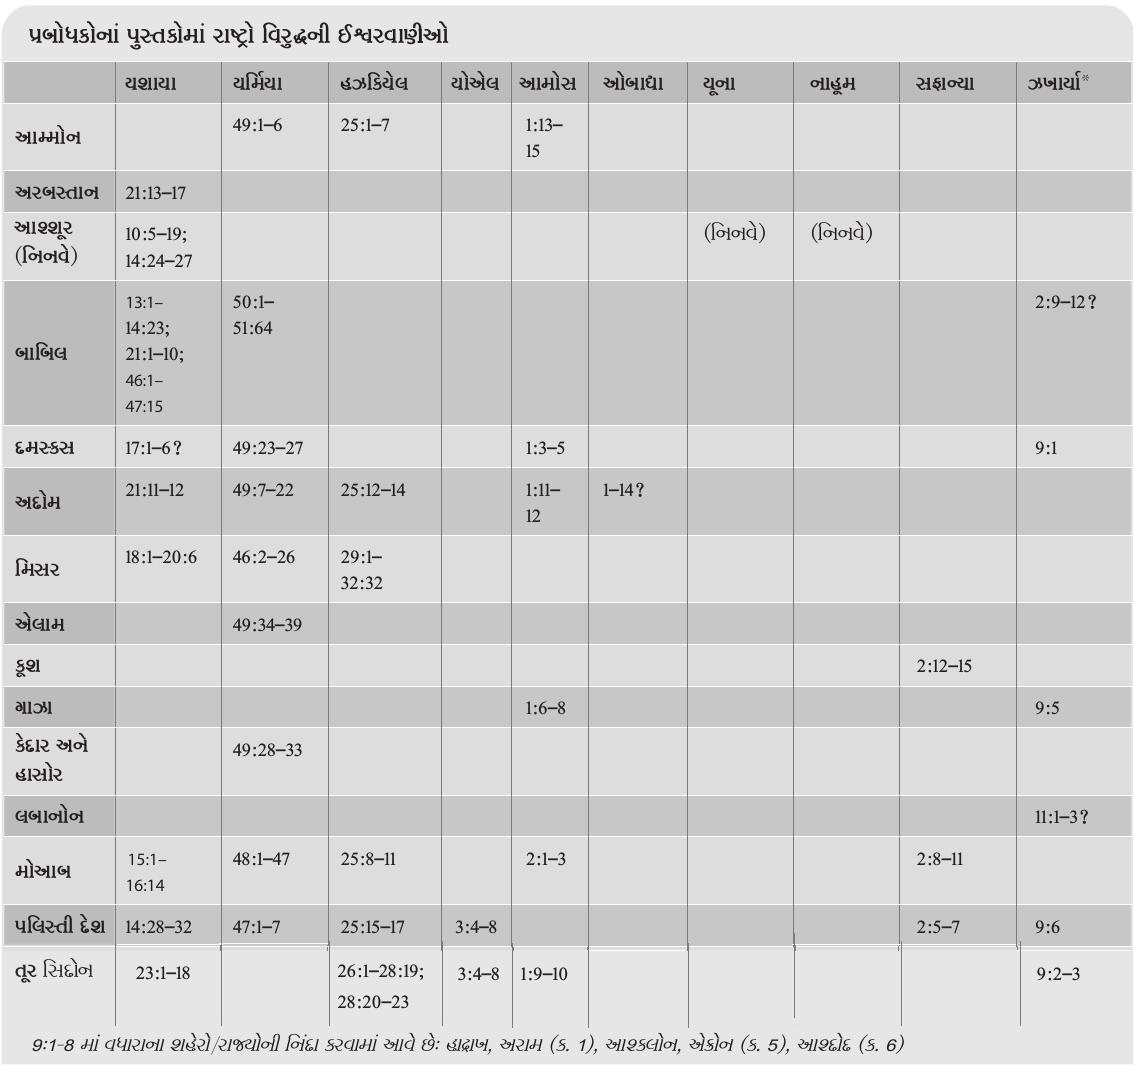 પ્રબોધકોનાં પુસ્તકોમાં રાષ્ટ્રો વિરુદ્ધની ઈશ્વરવાણીઓ
યશાયા યર્મિયા હઝકિયેલ યોએલ આમોસ ઓબાદ્યા યૂના નાહૂમ સફાન્યા ઝખાર્યા*
આમ્મોન 49:1–6 25:1–7 1:13–
15
અરબસ્તાન 21:13–17
આશ્શૂર 10:5–19; (નિનવે) (નિનવે)
(નિનવે) 14:24–27
13:1– 50:1– 2:9–12?
14:23; 51:64
બાબિલ 21:1–10;
46:1–
47:15
દમસ્કસ 17:1–6? 49:23–27 1:3–5 9:1
અદોમ 21:11–12 49:7–22 25:12–14 1:11– 1–14?
12
મિસર 18:1–20:6 46:2–26 29:1–
32:32
એલામ 49:34–39
કૂશ 2:12–15
ગાઝા 1:6–8 9:5
કેદાર અને 49:28–33
હાસોર
લબાનોન 11:1–3?
મોઆબ 15:1– 48:1–47 25:8–11 2:1–3 2:8–11
16:14
પલિસ્તી દેશ 14:28–32 47:1–7 25:15–17 3:4–8 2:5–7 9:6
તૂર સિદોન 23:1–18 26:1–28:19; 3:4–8 1:9–10 9:2–3
28:20–23
9:1-8 માં વધારાના શહેરો/રાજ્યોની નિંદા કરવામાં આવે છે: હાદ્રાખ, અરામ (ક. 1), આશ્કલોન, એક્રોન (ક. 5), આશ્દોદ (ક. 6)